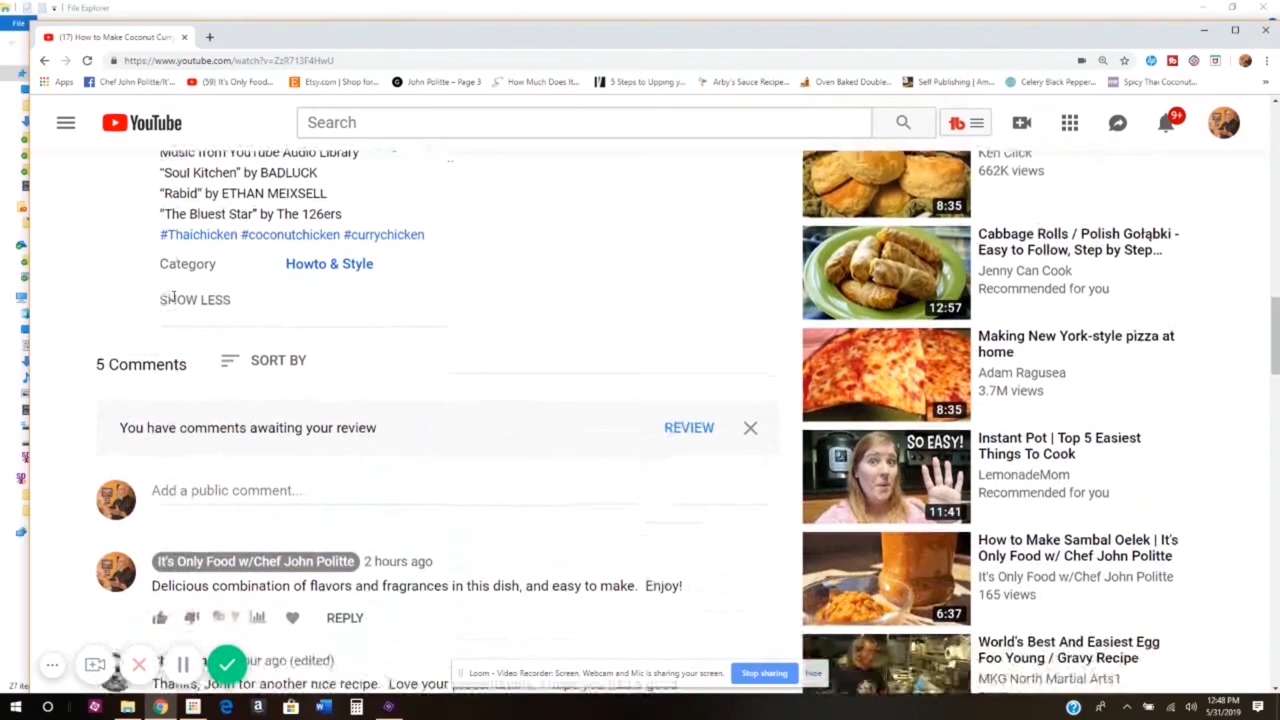 File Explorer
File
(17) How to Make Coconut Curr
https://www.youtube.com/watch?v=ZzR713F4HwU
Apps
Chef John Politte/It'...
(59) It's Only Food...
Etsy.com | Shop for...
John Politte – Page 3
How Much Does It...
5 Steps to Upping y...
Arby's Sauce Recipe...
Oven Baked Double...
Self Publishing | Am...
Celery Black Pepper...
Spicy Thai Coconut...
YouTube
Search
9+
Music from YouTube Audio Library
“Soul Kitchen” by BADLUCK
“Rabid” by ETHAN MEIXSELL
“The Bluest Star” by The 126ers
#Thaichicken #coconutchicken #currychicken
Category Howto & Style
SHOW LESS
5 Comments SORT BY
You have comments awaiting your review REVIEW
Add a public comment...
It's Only Food w/Chef John Politte 2 hours ago
Delicious combination of flavors and fragrances in this dish, and easy to make. Enjoy!
REPLY
(edited)
Thanks, John for another nice recipe. Love your
Ken Click
662K views
8:35
Cabbage Rolls / Polish Gołąbki -
Easy to Follow, Step by Step...
Jenny Can Cook
Recommended for you
12:57
Making New York-style pizza at
home
Adam Ragusea
3.7M views
8:35
SO EASY!
Instant Pot | Top 5 Easiest
Things To Cook
LemonadeMom
Recommended for you
11:41
How to Make Sambal Oelek | It's
Only Food w/ Chef John Politte
It's Only Food w/Chef John Politte
165 views
6:37
World's Best And Easiest Egg
Foo Young / Gravy Recipe
MKG North Martial Arts1
Loom - Video Recorder: Screen, Webcam and Mic is sharing your screen.
Stop sharing
Hide
27 ite
12:48 PM
5/31/2019